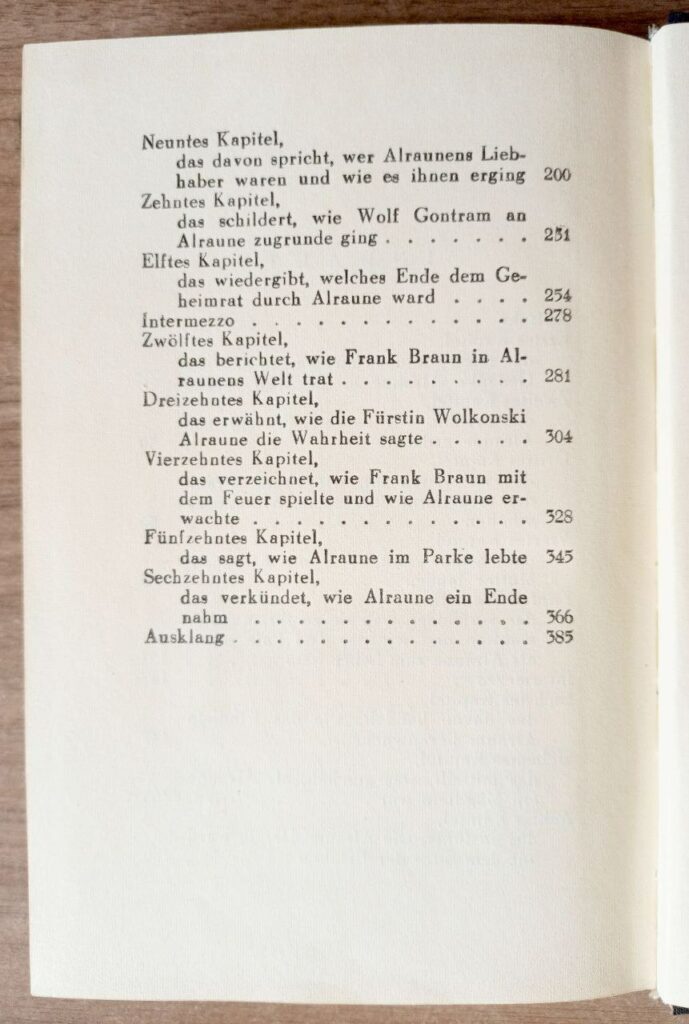 Neuntes Kapitel,
das davon spricht, wer Alraunens Lieb-
haber waren und wie es ihnen erging 200
Zehntes Kapitel,
das schildert, wie Wolf Gontram an
Alraune zugrunde ging . . . . . . . 231
Elftes Kapitel,
das wiedergibt, welches Ende dem Ge-
heimrat durch Alraune ward . . . . 254
Intermezzo . . . . . . . . . . . . . 278
Zwölftes Kapitel,
das berichtet, wie Frank Braun in Al-
raunens Welt trat . . . . . . . . . 281
Dreizehntes Kapitel,
das erwähnt, wie die Fürstin Wolkonski
Alraune die Wahrheit sagte . . . . . 304
Vierzehntes Kapitel,
das verzeichnet, wie Frank Braun mit
dem Feuer spielte und wie Alraune er-
wachte . . . . . . . . . . . . . 328
Fünfzehntes Kapitel,
das sagt, wie Alraune im Parke lebte 345
Sechzehntes Kapitel,
das verkündet, wie Alraune ein Ende
nahm . . . . . . . . . . . . . 366
Ausklang . . . . . . . . . . . . . . 385